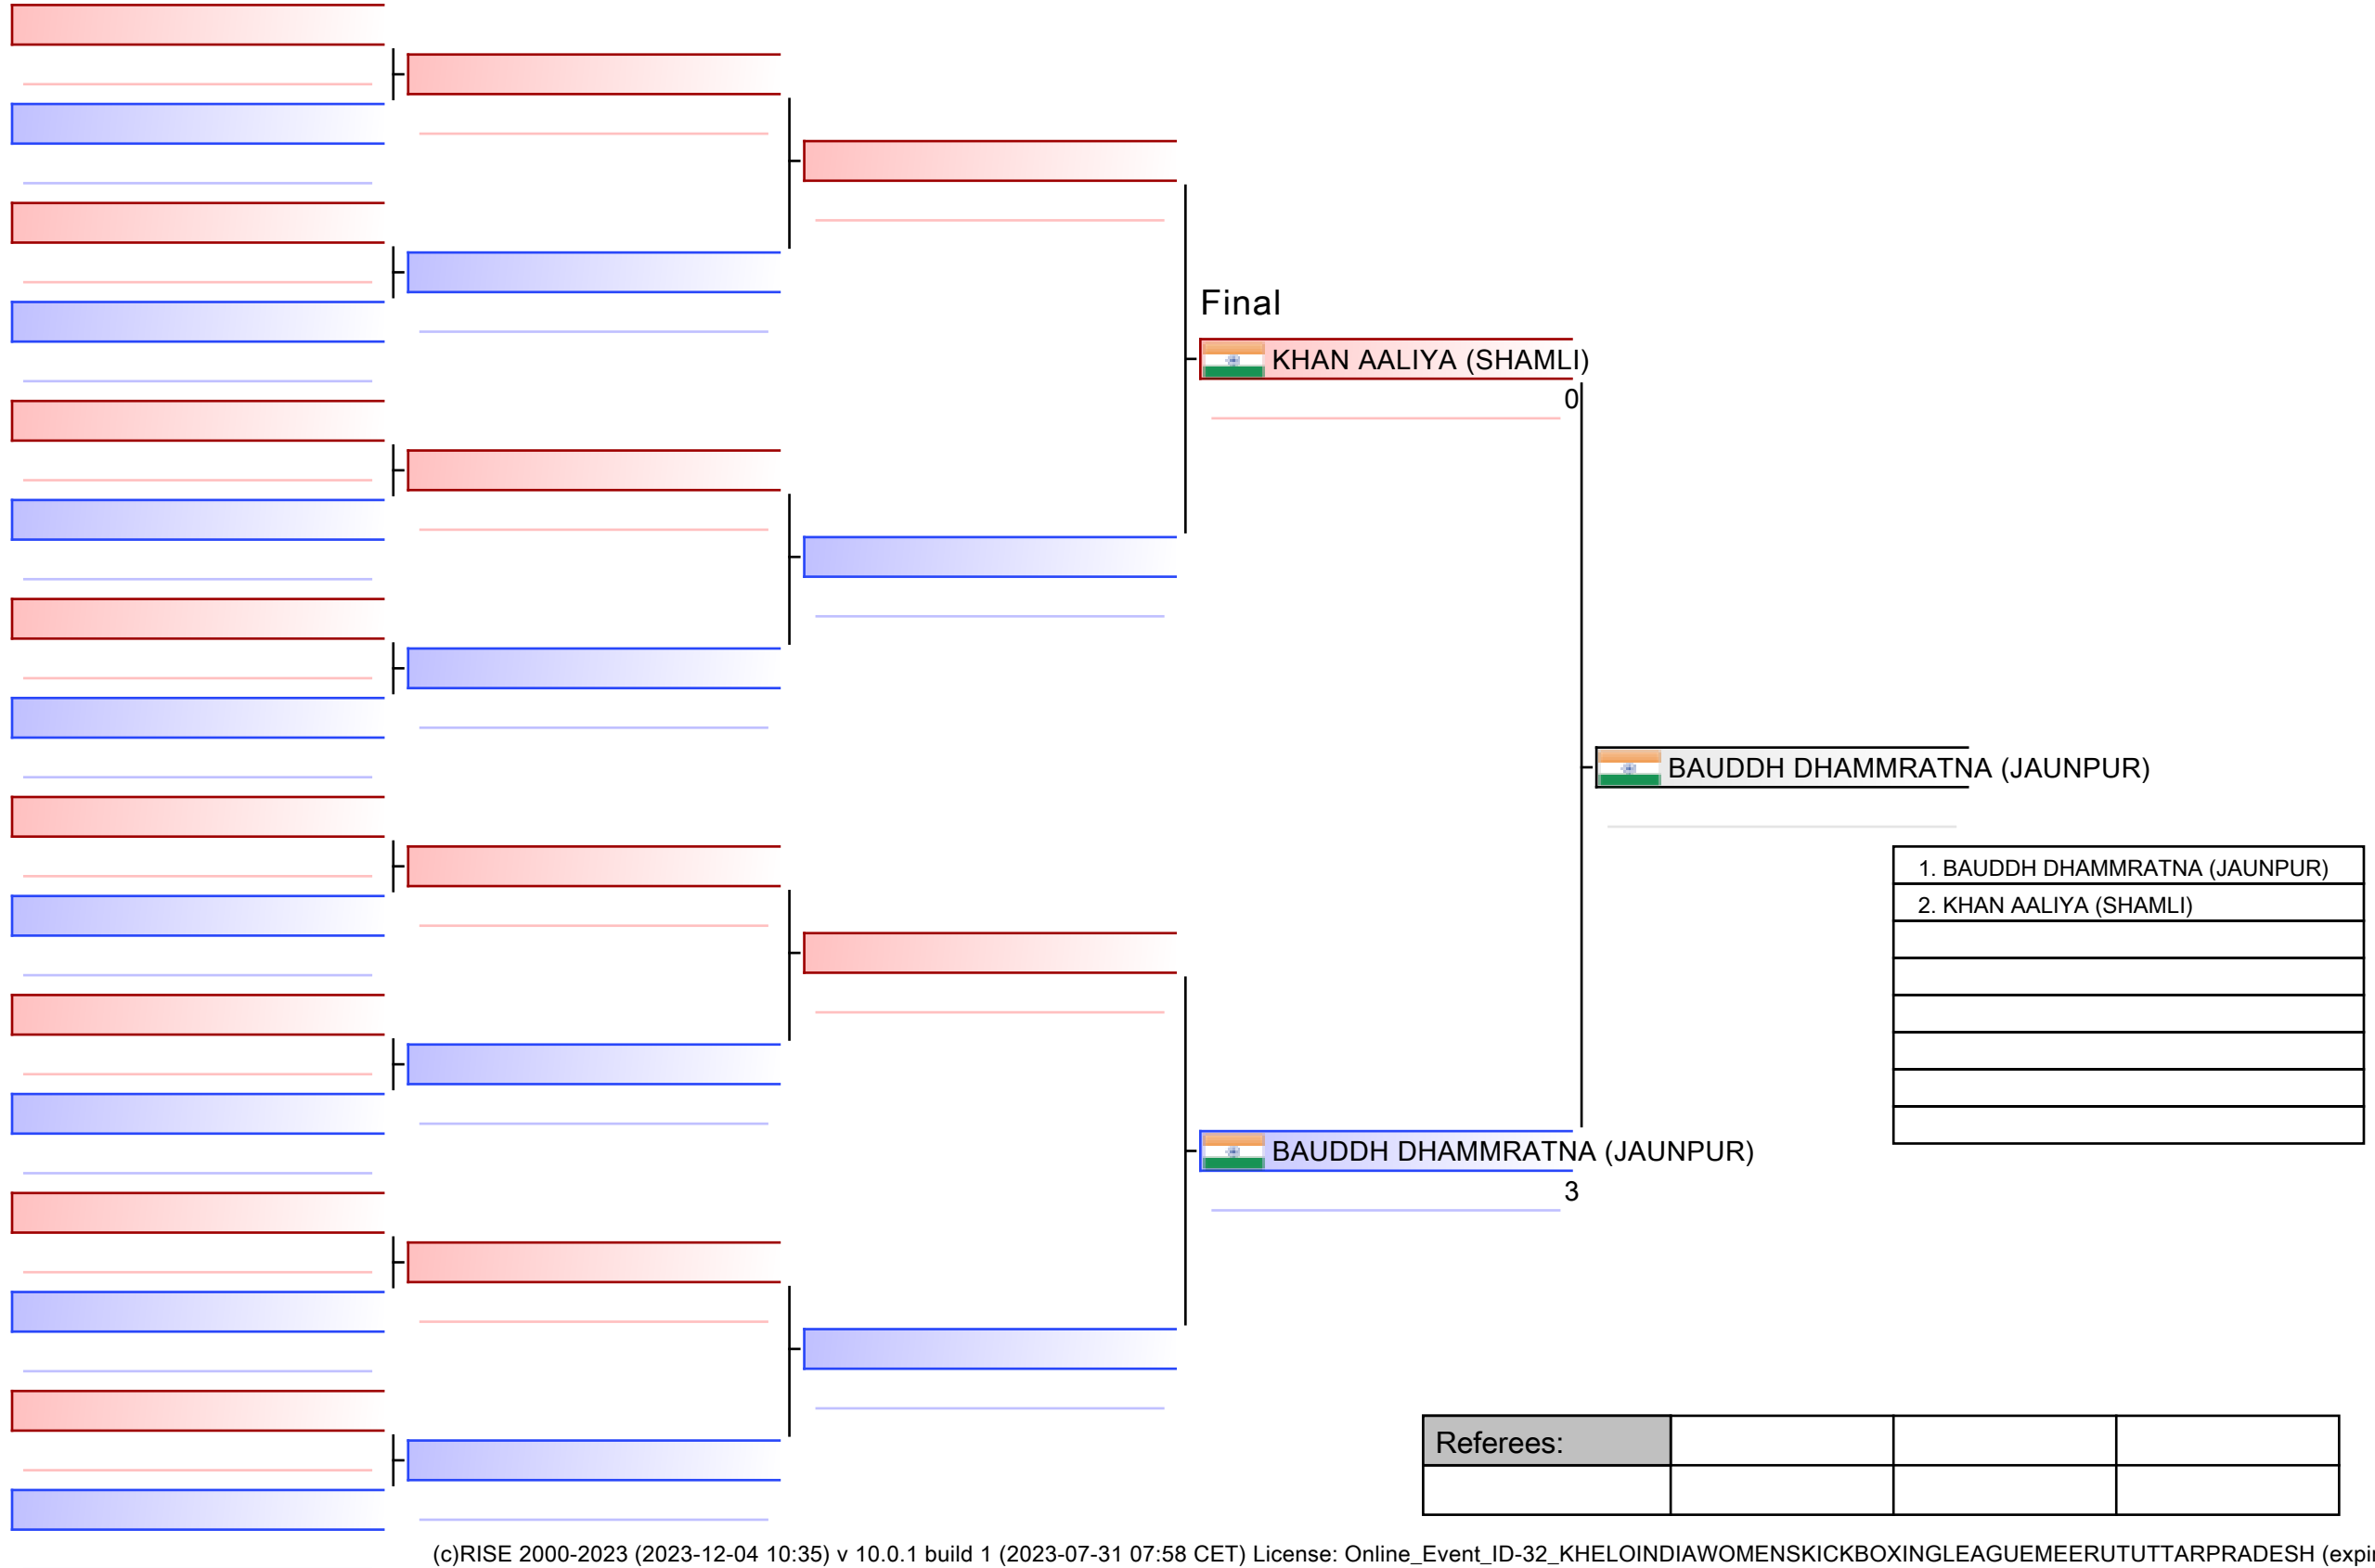 Final
KHAN AALIYA (SHAMLI)
0
BAUDDH DHAMMRATNA (JAUNPUR)
1. BAUDDH DHAMMRATNA (JAUNPUR)
2. KHAN AALIYA (SHAMLI)
BAUDDH DHAMMRATNA (JAUNPUR)
3
Referees:
(c)RISE 2000-2023 (2023-12-04 10:35) v 10.0.1 build 1 (2023-07-31 07:58 CET) License: Online_Event_ID-32_KHELOINDIAWOMENSKICKBOXINGLEAGUEMEERUTUTTARPRADESH (expi